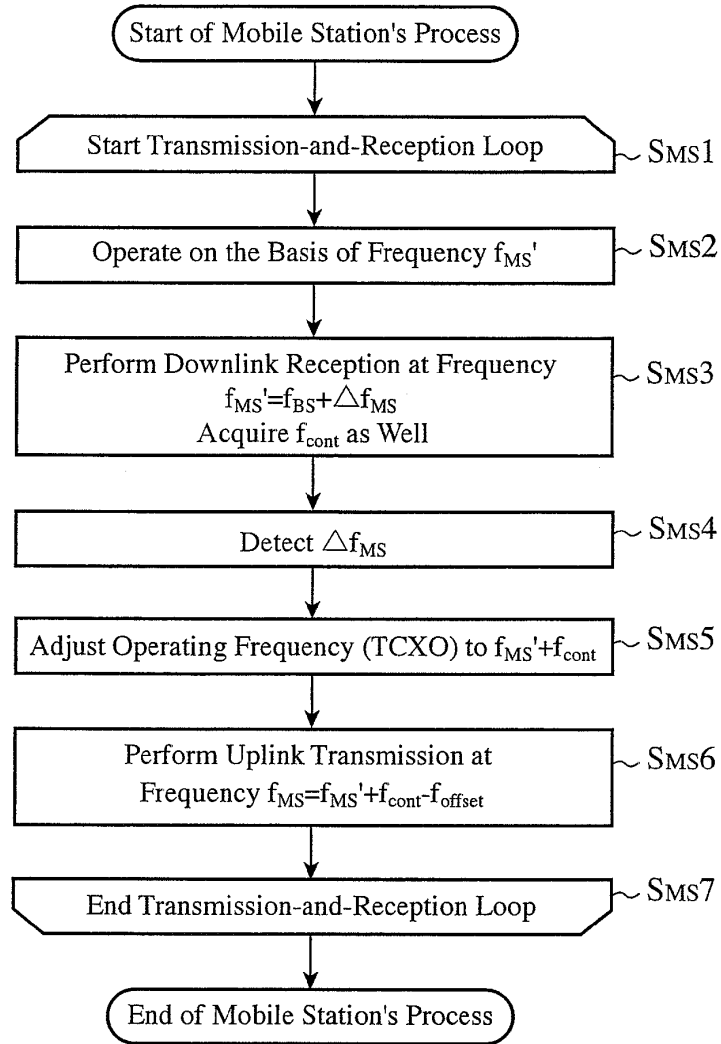 Start of Mobile Station's Process
Start Transmission-and-Reception Loop
SMS1
Operate on the Basis of Frequency fMS'
SMS2
Perform Downlink Reception at Frequency
fMS'=fBS+△fMS
Acquire fcont as Well
SMS3
Detect △fMS
SMS4
Adjust Operating Frequency (TCXO) to fMS'+fcont
SMS5
Perform Uplink Transmission at
Frequency fMS=fMS'+fcont-foffset
SMS6
End Transmission-and-Reception Loop
SMS7
End of Mobile Station's Process